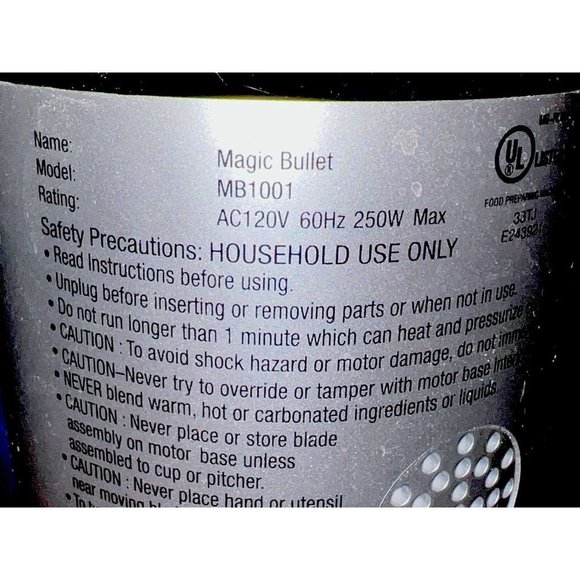 Name: Magic Bullet
Model: MB1001
Rating: AC120V 60Hz 250W Max
Safety Precautions: HOUSEHOLD USE ONLY
• Read Instructions before using.
• Unplug before inserting or removing parts or when not in use.
• Do not run longer than 1 minute which can heat and pressurize
• CAUTION : To avoid shock hazard or motor damage, do not
• CAUTION–Never try to override or tamper with motor base
• NEVER blend warm, hot or carbonated ingredients or liquids.
• CAUTION : Never place or store blade
assembly on motor base unless
assembled to cup or pitcher.
• CAUTION : Never place hand or utensil
near moving
UL
FOOD PREPARING
33TJ